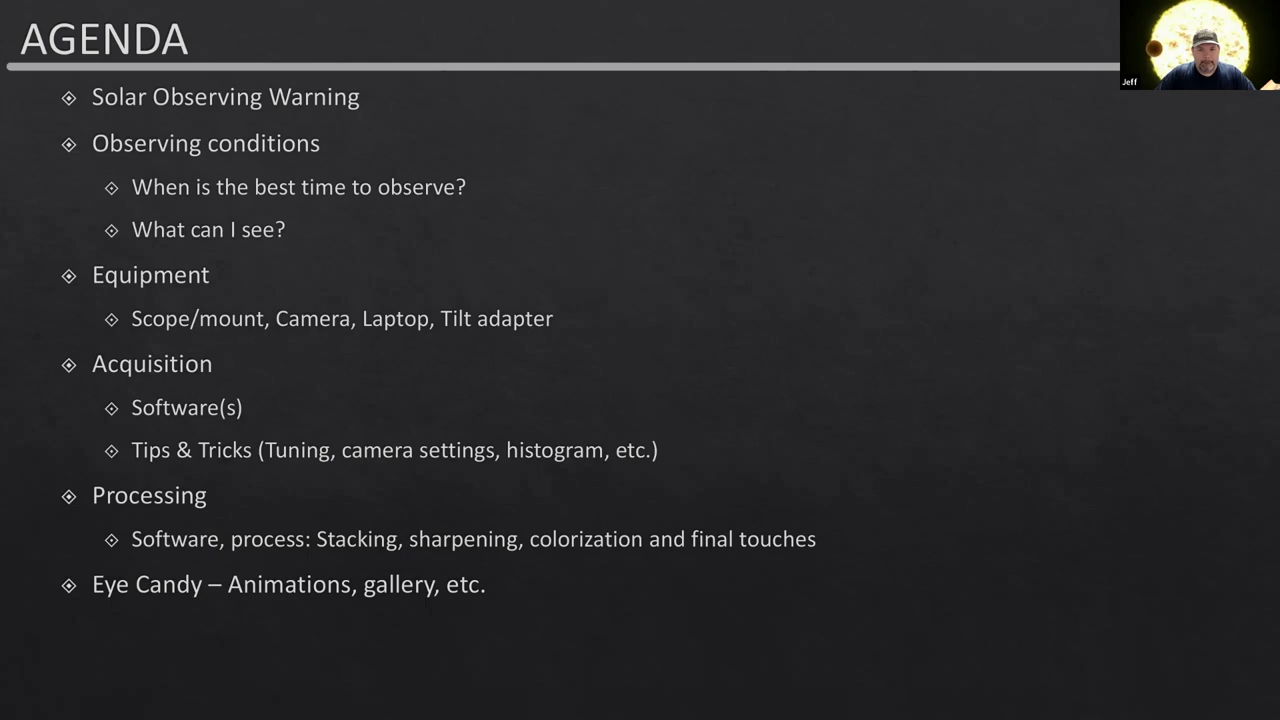 AGENDA
Jeff
Solar Observing Warning
Observing conditions
When is the best time to observe?
What can I see?
Equipment
Scope/mount, Camera, Laptop, Tilt adapter
Acquisition
Software(s)
Tips & Tricks (Tuning, camera settings, histogram, etc.)
Processing
Software, process: Stacking, sharpening, colorization and final touches
Eye Candy – Animations, gallery, etc.